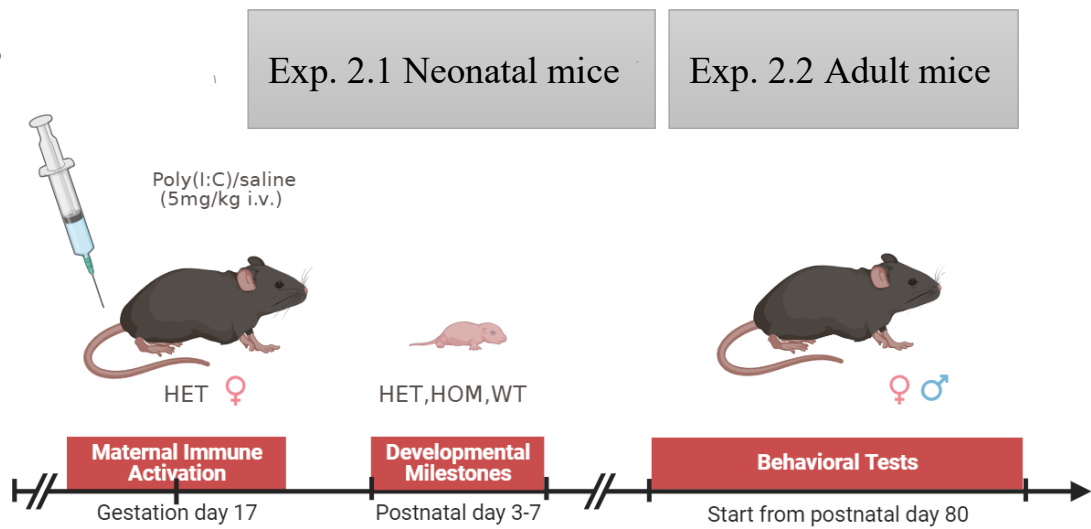 Exp. 2.1 Neonatal mice
Exp. 2.2 Adult mice
Poly(I:C)/saline
(5mg/kg i.v.)
HET ♀
HET,HOM,WT
♀ ♂
Maternal Immune
Activation
Developmental
Milestones
Behavioral Tests
Gestation day 17
Postnatal day 3-7
Start from postnatal day 80